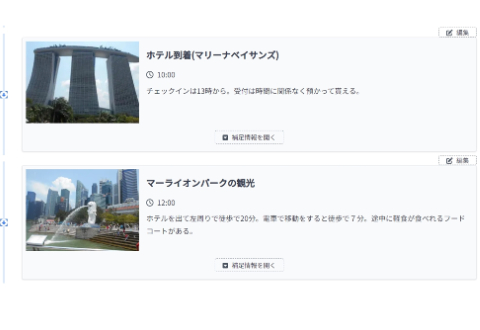 編集
ホテル到着(マリーナベイサンズ)
10:00
チェックインは13時から。受付は時間に関係なく預かって貰える。
補足情報を開く
編集
マーライオンパークの観光
12:00
ホテルを出て左周りで徒歩で20分。電車で移動をすると徒歩で７分。途中に軽食が食べれるフード
コートがある。
補足情報を開く